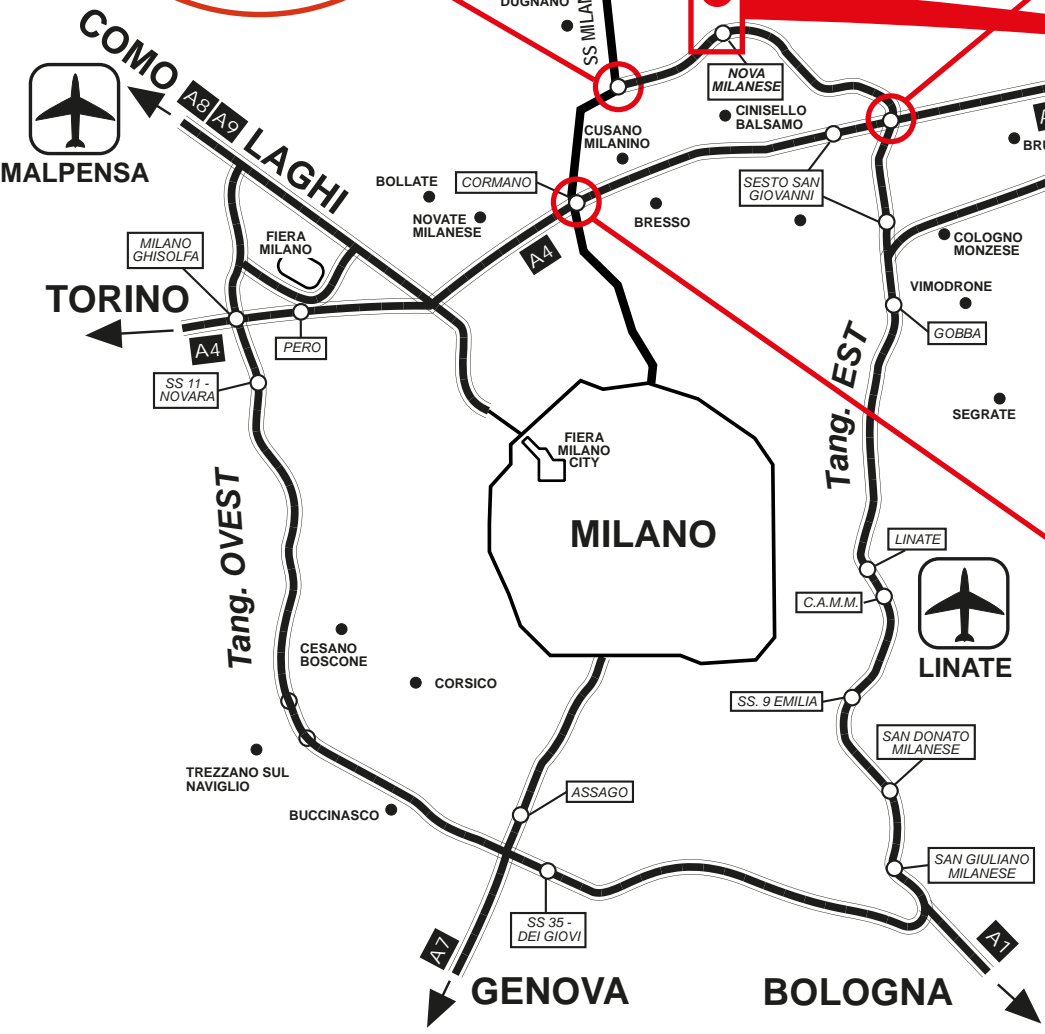 DUGNANO
SS MILAN
COMO
A8
A9
LAGHI
MALPENSA
NOVA
MILANESE
CINISELLO
BALSAMO
CUSANO
MILANINO
BOLLATE
CORMANO
NOVATE
MILANESE
BRESSO
SESTO SAN
GIOVANNI
BRU
COLOGNO
MONZESE
VIMODRONE
GOBBA
SEGRATE
MILANO
GHISOLFA
FIERA
MILANO
TORINO
A4
A4
PERO
SS 11 -
NOVARA
FIERA
MILANO
CITY
MILANO
Tang. EST
Tang. OVEST
LINATE
C.A.M.M.
LINATE
CESANO
BOSCONE
CORSICO
SS. 9 EMILIA
SAN DONATO
MILANESE
TREZZANO SUL
NAVIGLIO
BUCCINASCO
ASSAGO
SAN GIULIANO
MILANESE
SS 35 -
DEI GIOVI
A7
GENOVA
BOLOGNA
A1